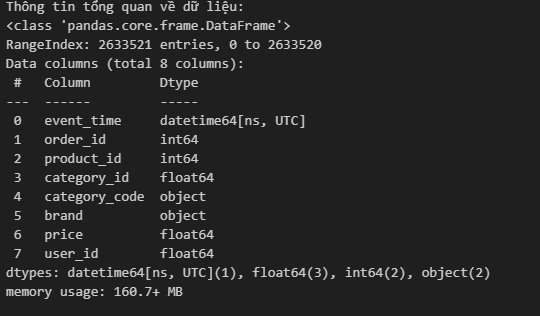 Thông tin tổng quan về dữ liệu:
<class 'pandas.core.frame.DataFrame'>
RangeIndex: 2633521 entries, 0 to 2633520
Data columns (total 8 columns):
 #   Column         Dtype
---  ------         -----
 0   event_time     datetime64[ns, UTC]
 1   order_id       int64
 2   product_id     int64
 3   category_id    float64
 4   category_code  object
 5   brand          object
 6   price          float64
 7   user_id        float64
dtypes: datetime64[ns, UTC](1), float64(3), int64(2), object(2)
memory usage: 160.7+ MB